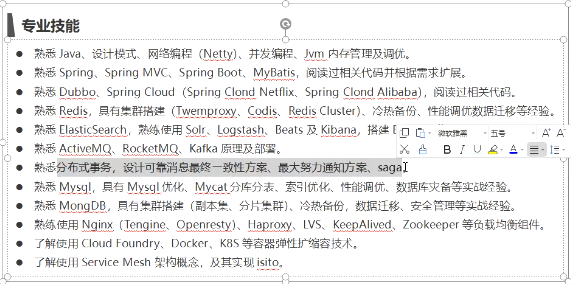 专业技能
熟悉 Java、设计模式、网络编程（Netty）、并发编程、Jvm 内存管理及调优。
熟悉 Spring、Spring MVC、Spring Boot、MyBatis，阅读过相关代码并根据需求扩展。
熟悉 Dubbo、Spring Cloud（Spring Clond Netflix、Spring Clond Alibaba），阅读过相关代码。
熟悉 Redis，具有集群搭建（Twemproxy、Codis、Redis Cluster）、冷热备份、性能调优数据迁移等经验。
熟悉 ElasticSearch，熟练使用 Solr、Logstash、Beats 及 Kibana，搭建
微软雅黑 五号 A A
熟悉 ActiveMQ、RocketMQ、Kafka 原理及部署。
B I U A
熟悉分布式事务，设计可靠消息最终一致性方案、最大努力通知方案、saga
熟悉 Mysql，具有 Mysql 优化、Mycat 分库分表、索引优化、性能调优、数据库灾备等实战经验。
熟悉 MongDB，具有集群搭建（副本集、分片集群）、冷热备份，数据迁移、安全管理等实战经验。
熟练使用 Nginx（Tengine、Openresty）、Haproxy、LVS、KeepAlived、Zookeeper 等负载均衡组件。
了解使用 Cloud Foundry、Docker、K8S 等容器弹性扩缩容技术。
了解使用 Service Mesh 架构概念，及其实现 isito。